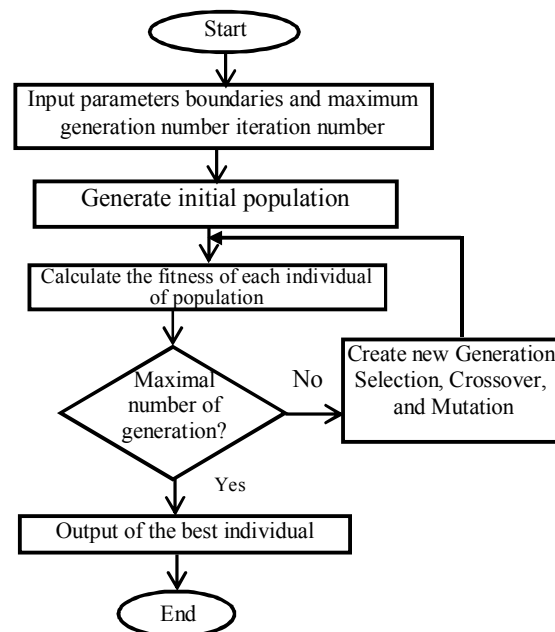 Start
Input parameters boundaries and maximum
generation number iteration number
Generate initial population
Calculate the fitness of each individual
of population
Maximal
number of
generation?
No
Create new Generation
Selection, Crossover,
and Mutation
Yes
Output of the best individual
End